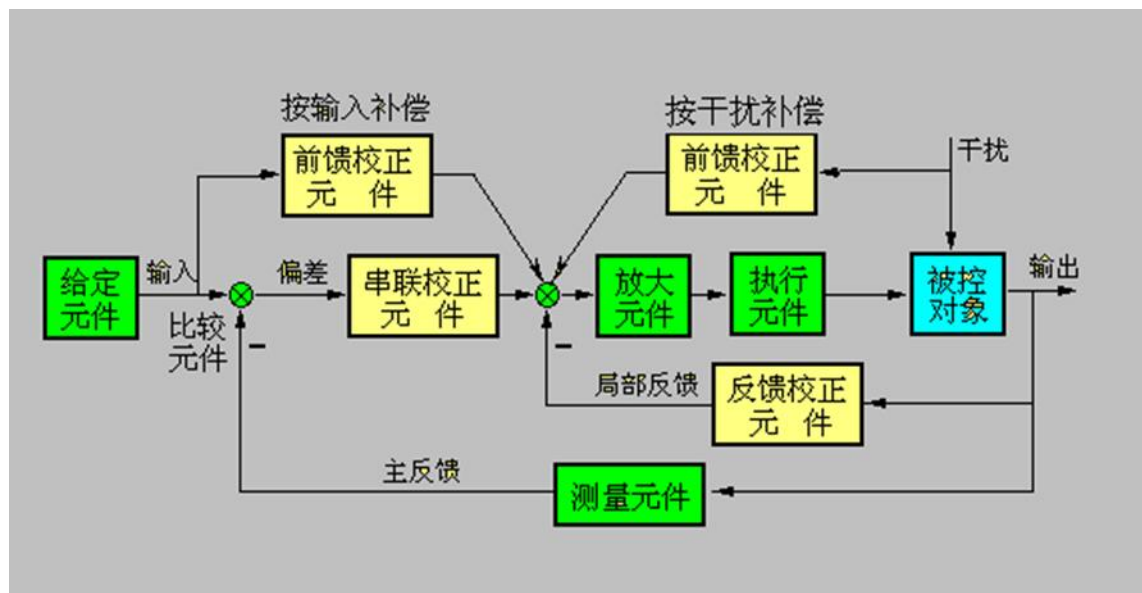 按输入补偿
按干扰补偿
前馈校正
元 件
前馈校正
元 件
干扰
给定
元件
输入
偏差
串联校正
元 件
放大
元件
执行
元件
被控
对象
输出
比较
元件
−
−
局部反馈
反馈校正
元 件
主反馈
测量元件